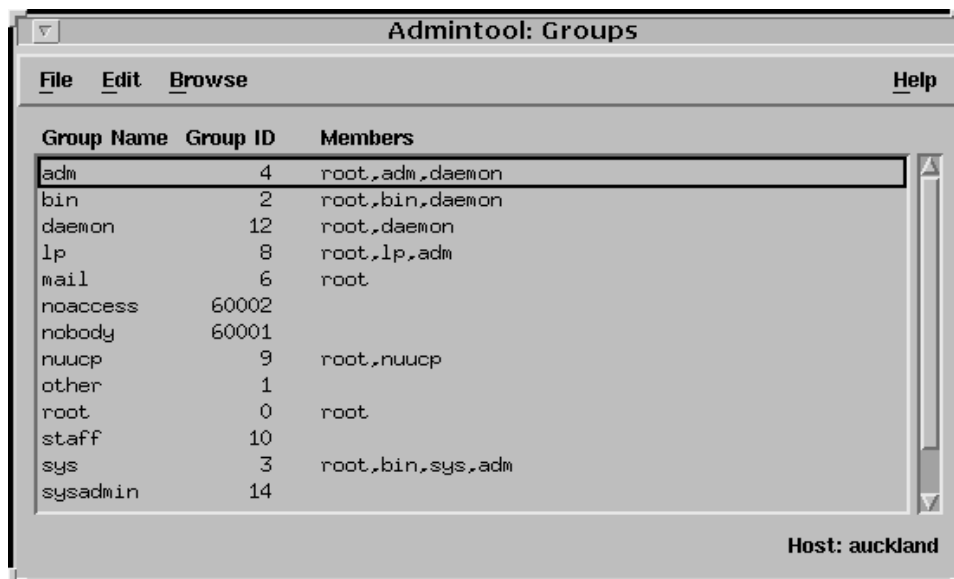 Admintool: Groups
File Edit Browse Help
Group Name Group ID Members
adm 4 root,adm,daemon
bin 2 root,bin,daemon
daemon 12 root,daemon
lp 8 root,lp,adm
mail 6 root
noaccess 60002
nobody 60001
nuucp 9 root,nuucp
other 1
root 0 root
staff 10
sys 3 root,bin,sys,adm
sysadmin 14
Host: auckland